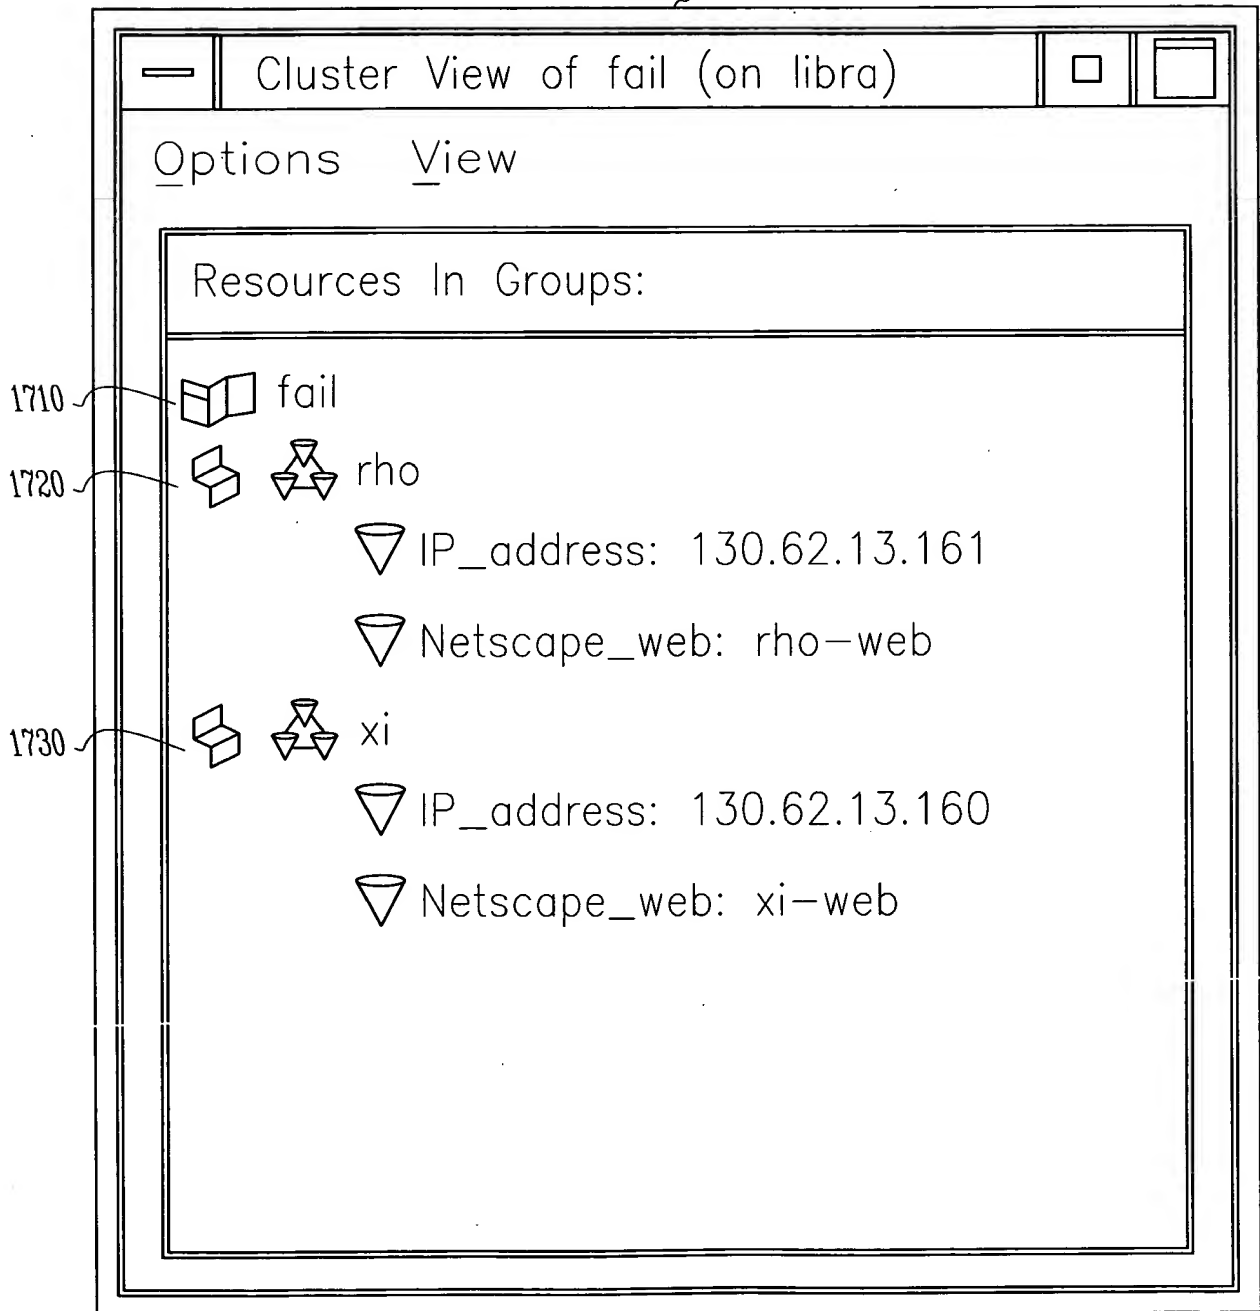 Cluster View of fail (on libra)
Options View
Resources In Groups:
1710 fail
1720 rho
IP_address: 130.62.13.161
Netscape_web: rho-web
1730 xi
IP_address: 130.62.13.160
Netscape_web: xi-web